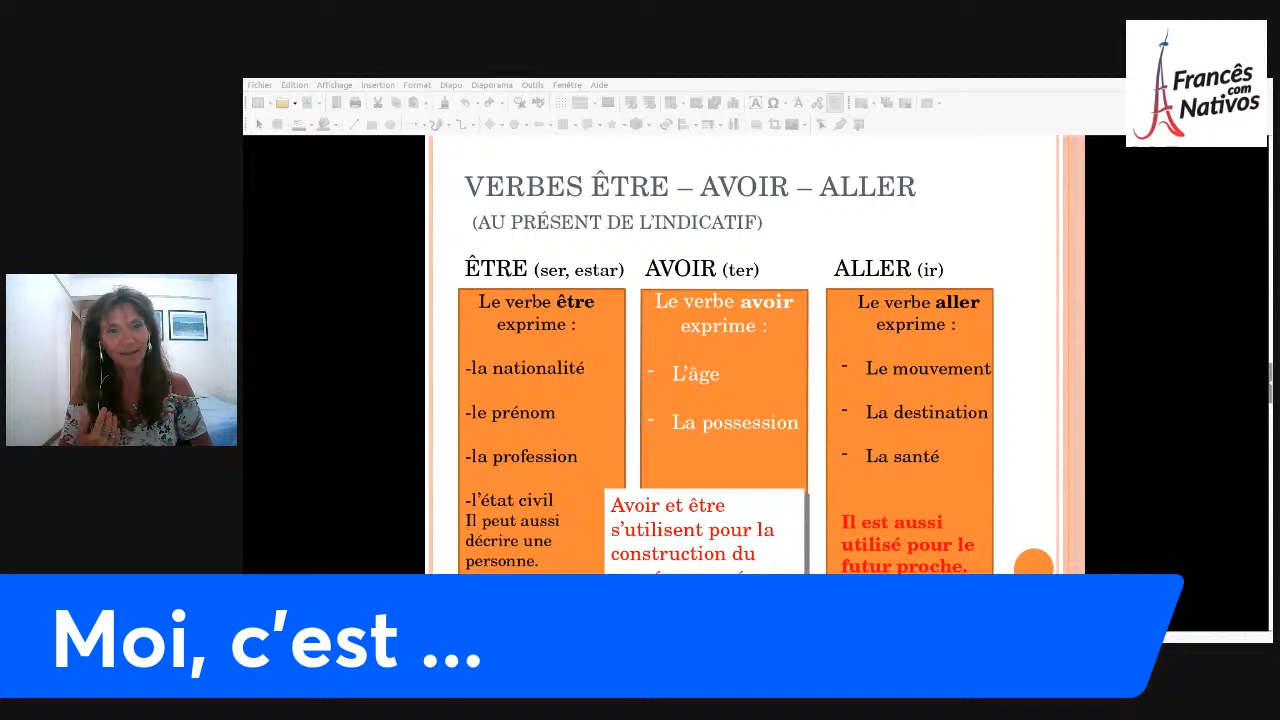 Francês
com
Nativos
Fichier Édition Affichage Insertion Format Diapo Diaporama Outils Fenêtre Aide
VERBES ÊTRE – AVOIR – ALLER
(AU PRÉSENT DE L'INDICATIF)
ÊTRE (ser, estar)
Le verbe être
exprime :
-la nationalité
-le prénom
-la profession
-l'état civil
Il peut aussi
décrire une
personne.
AVOIR (ter)
Le verbe avoir
exprime :
- L'âge
- La possession
Avoir et être
s'utilisent pour la
construction du
ALLER (ir)
Le verbe aller
exprime :
- Le mouvement
- La destination
- La santé
Il est aussi
utilisé pour le
futur proche.
Moi, c'est ...